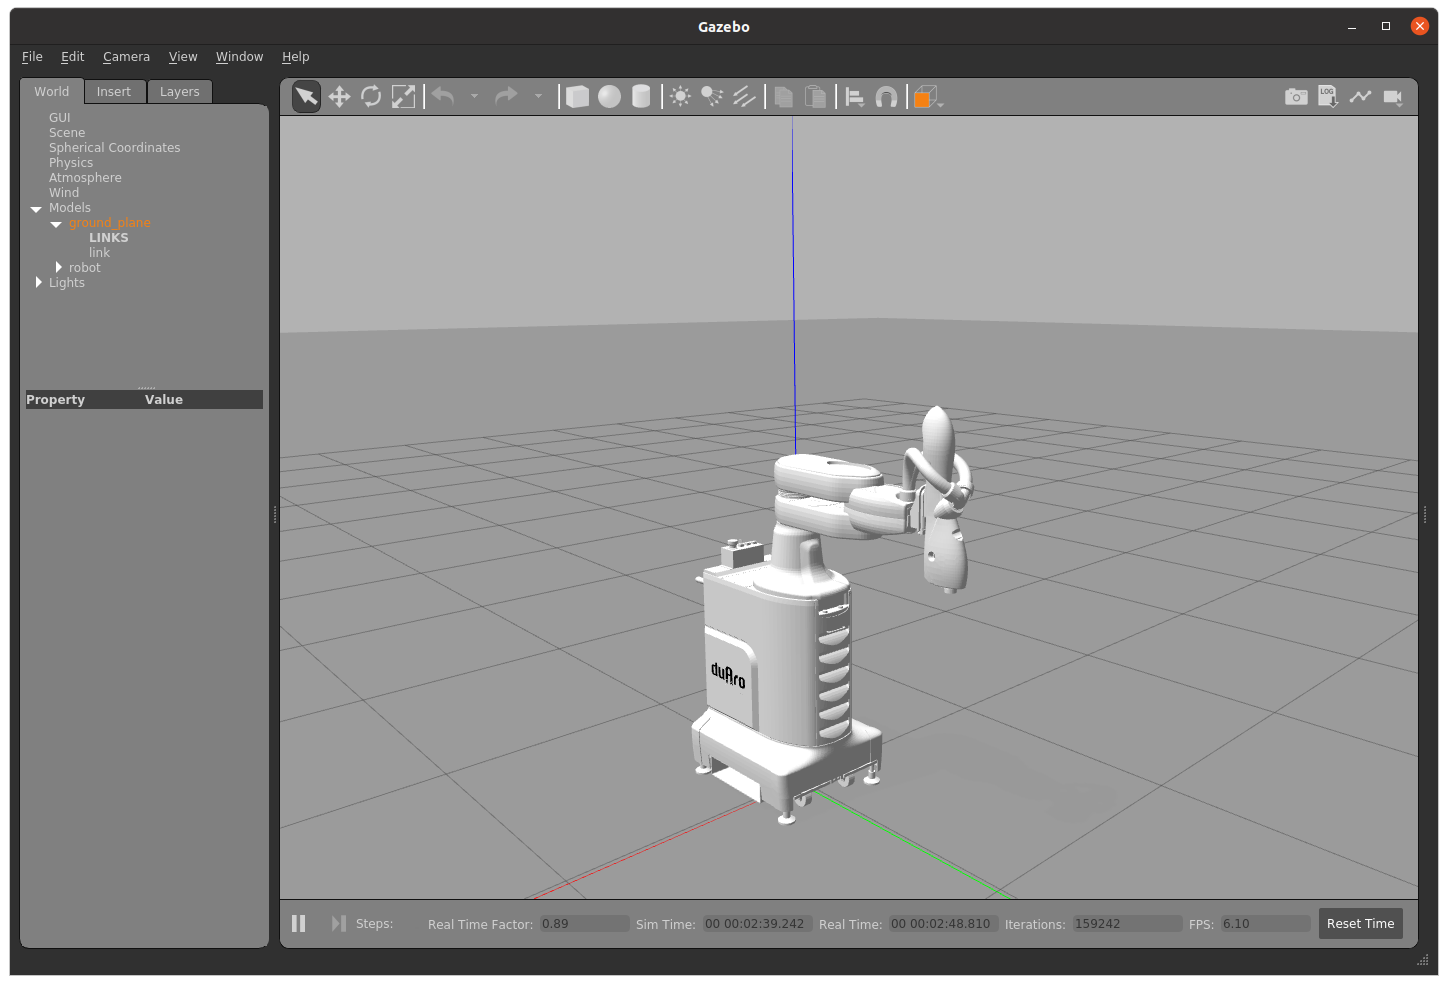 Gazebo
File Edit Camera View Window Help
World Insert Layers
LOG
GUI
Scene
Spherical Coordinates
Physics
Atmosphere
Wind
Models
ground_plane
LINKS
link
robot
Lights
Property Value
duAro
Steps: Real Time Factor: 0.89 Sim Time: 00 00:02:39.242 Real Time: 00 00:02:48.810 Iterations: 159242 FPS: 6.10 Reset Time